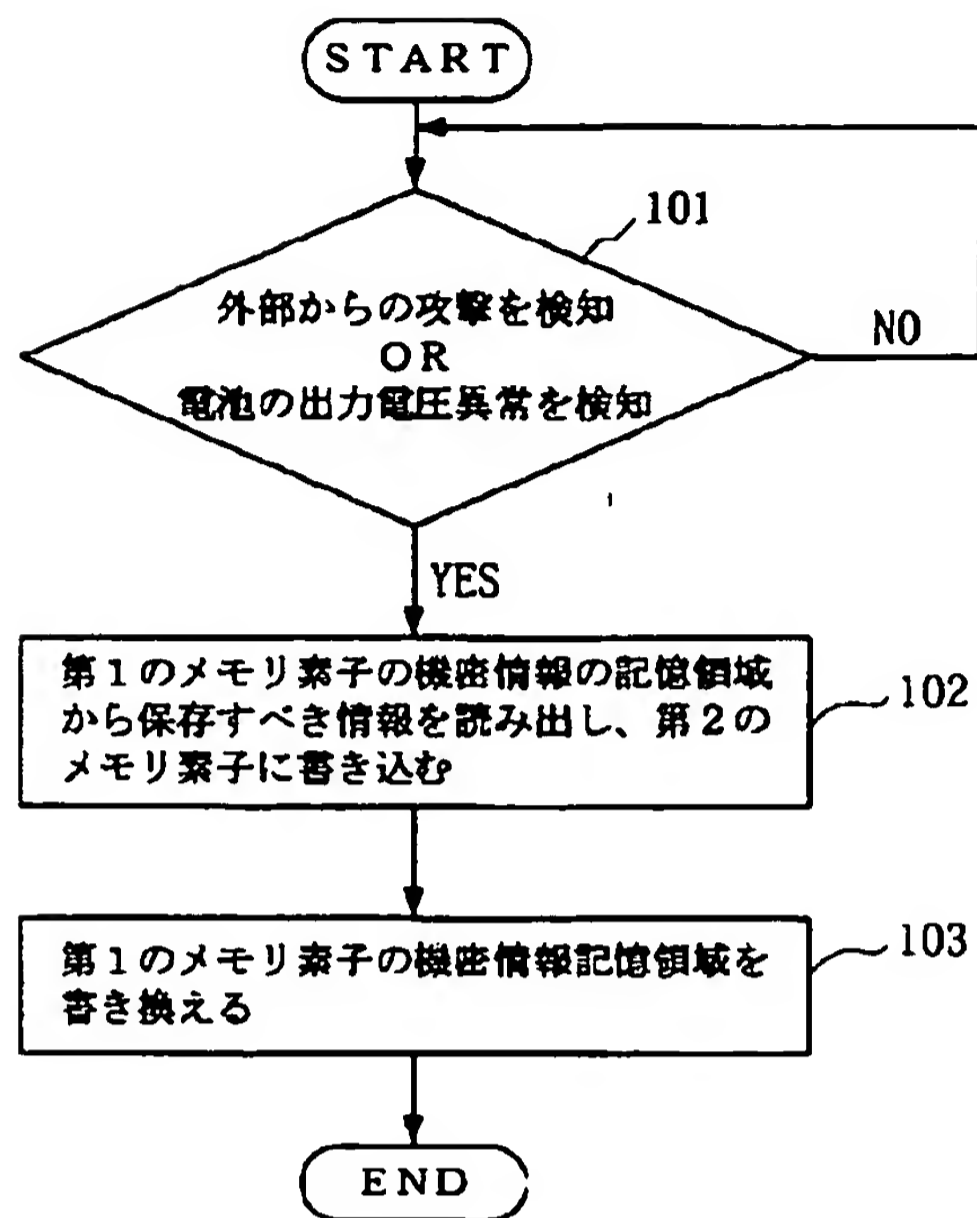 START
101
外部からの攻撃を検知
OR
電池の出力電圧異常を検知
NO
YES
第1のメモリ素子の機密情報の記憶領域
から保存すべき情報を読み出し、第2の
メモリ素子に書き込む
102
第1のメモリ素子の機密情報記憶領域を
書き換える
103
END